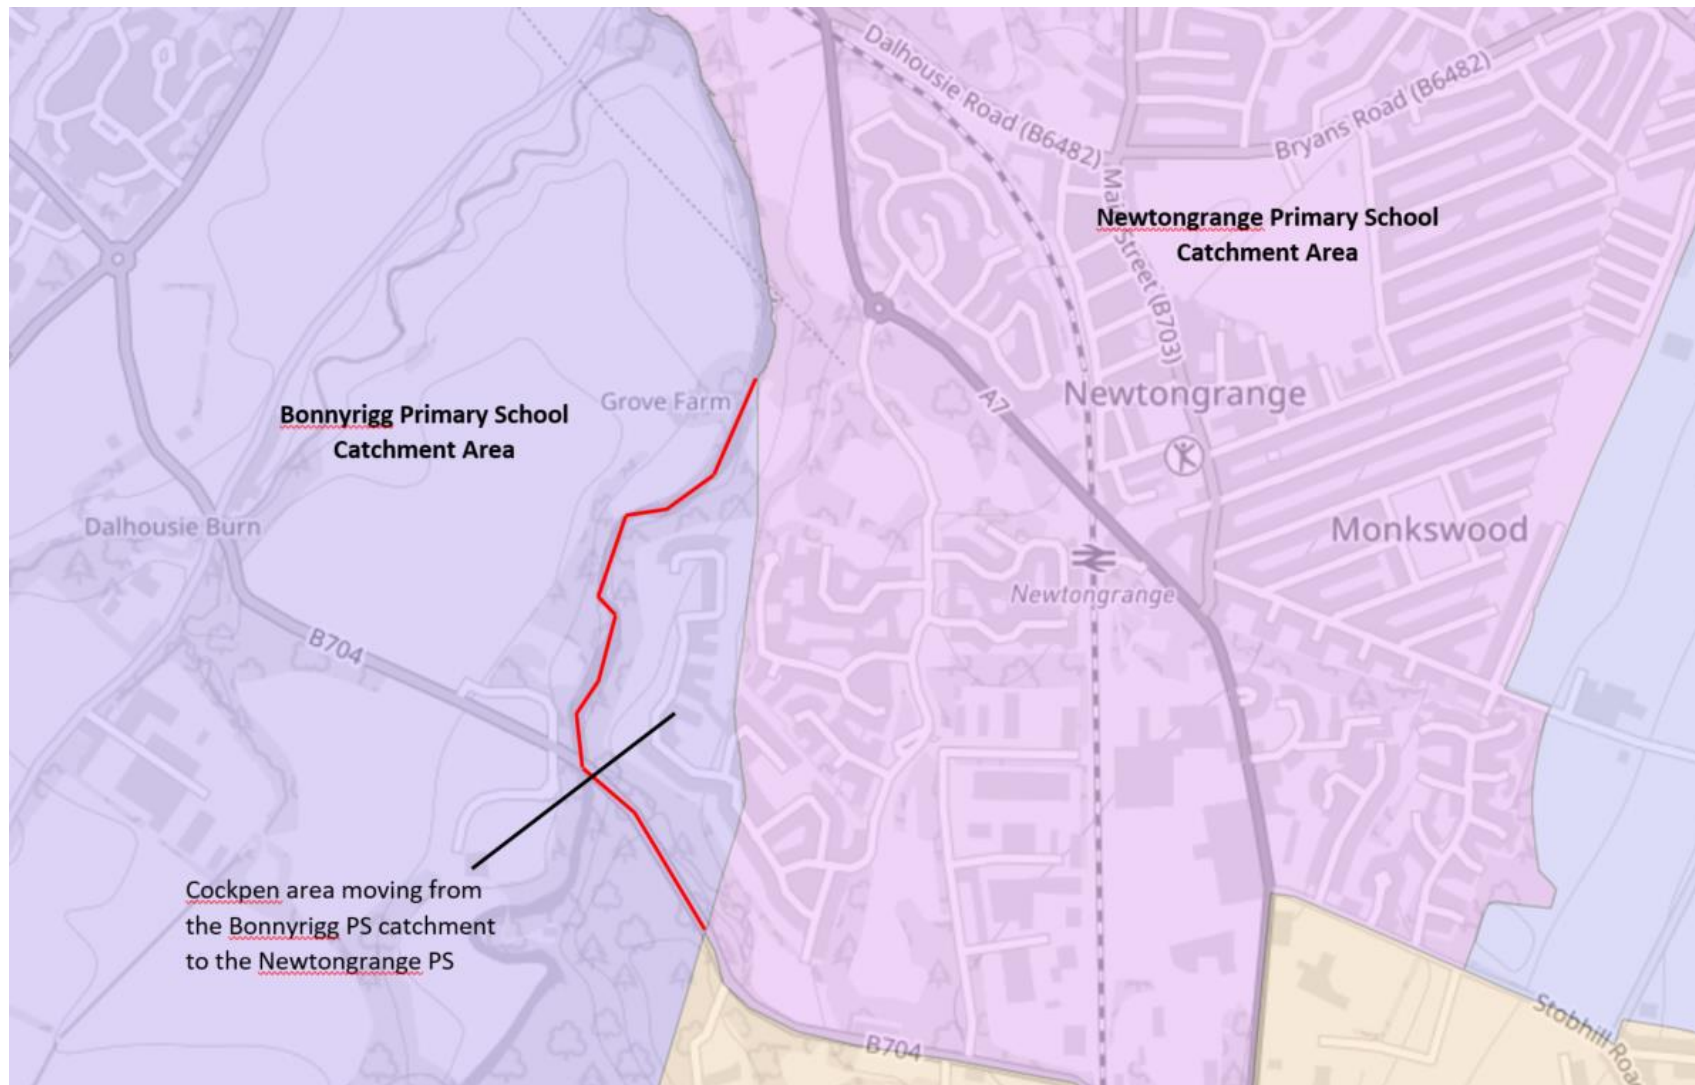 Dalhousie Road (B6482)
Bryans Road (B6482)
Main Street (B703)
Newtongrange Primary School
Catchment Area
Newtongrange
A7
Grove Farm
Bonnyrigg Primary School
Catchment Area
Dalhousie Burn
Monkswood
Newtongrange
B704
Cockpen area moving from
the Bonnyrigg PS catchment
to the Newtongrange PS
B704
Stobhill Roa